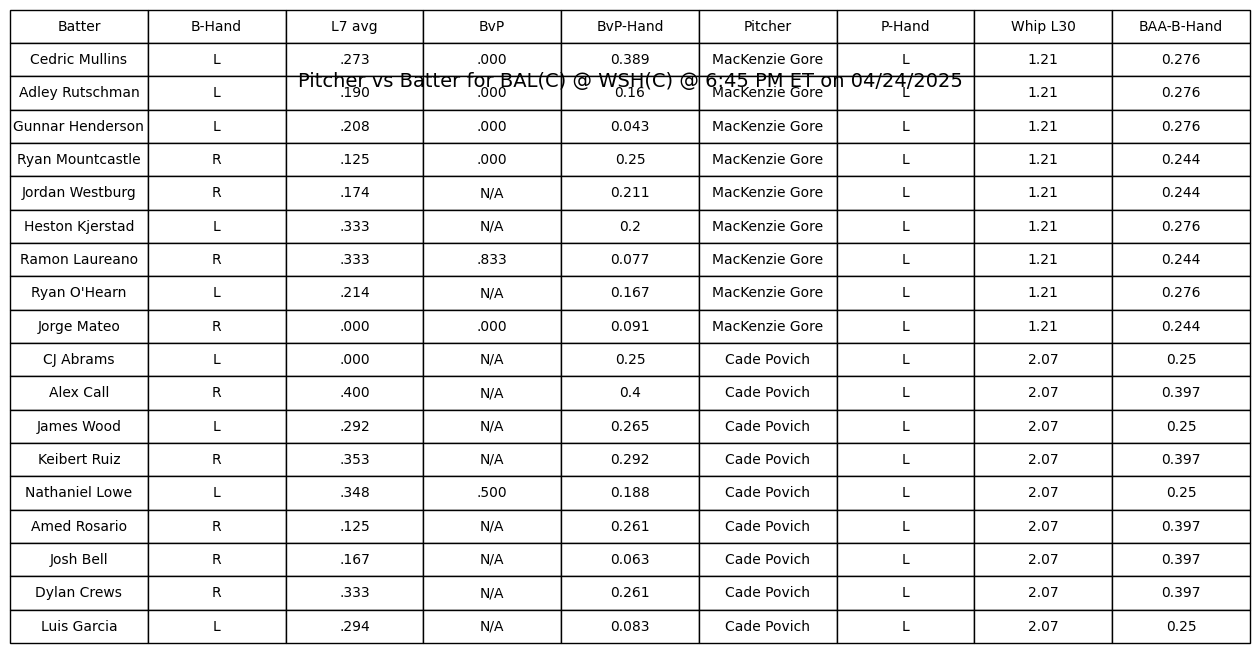 Batter B-Hand L7 avg BvP BvP-Hand Pitcher P-Hand Whip L30 BAA-B-Hand
Cedric Mullins L .273 .000 0.389 MacKenzie Gore L 1.21 0.276
Pitcher vs Batter for BAL(C) @ WSH(C) @ 6:45 PM ET on 04/24/2025
Adley Rutschman L .190 .000 0.16 MacKenzie Gore L 1.21 0.276
Gunnar Henderson L .208 .000 0.043 MacKenzie Gore L 1.21 0.276
Ryan Mountcastle R .125 .000 0.25 MacKenzie Gore L 1.21 0.244
Jordan Westburg R .174 N/A 0.211 MacKenzie Gore L 1.21 0.244
Heston Kjerstad L .333 N/A 0.2 MacKenzie Gore L 1.21 0.276
Ramon Laureano R .333 .833 0.077 MacKenzie Gore L 1.21 0.244
Ryan O'Hearn L .214 N/A 0.167 MacKenzie Gore L 1.21 0.276
Jorge Mateo R .000 .000 0.091 MacKenzie Gore L 1.21 0.244
CJ Abrams L .000 N/A 0.25 Cade Povich L 2.07 0.25
Alex Call R .400 N/A 0.4 Cade Povich L 2.07 0.397
James Wood L .292 N/A 0.265 Cade Povich L 2.07 0.25
Keibert Ruiz R .353 N/A 0.292 Cade Povich L 2.07 0.397
Nathaniel Lowe L .348 .500 0.188 Cade Povich L 2.07 0.25
Amed Rosario R .125 N/A 0.261 Cade Povich L 2.07 0.397
Josh Bell R .167 N/A 0.063 Cade Povich L 2.07 0.397
Dylan Crews R .333 N/A 0.261 Cade Povich L 2.07 0.397
Luis Garcia L .294 N/A 0.083 Cade Povich L 2.07 0.25